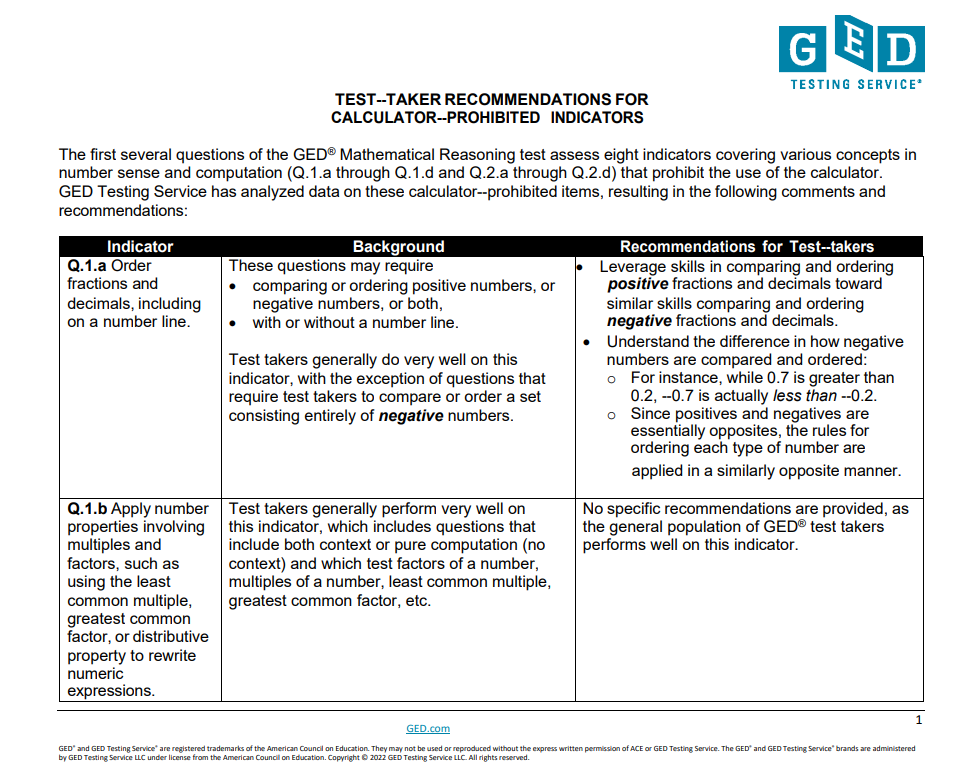 GED
TESTING SERVICE®
TEST--TAKER RECOMMENDATIONS FOR
CALCULATOR--PROHIBITED INDICATORS
The first several questions of the GED® Mathematical Reasoning test assess eight indicators covering various concepts in
number sense and computation (Q.1.a through Q.1.d and Q.2.a through Q.2.d) that prohibit the use of the calculator.
GED Testing Service has analyzed data on these calculator--prohibited items, resulting in the following comments and
recommendations:
Indicator Background Recommendations for Test--takers
Q.1.a Order
fractions and
decimals, including
on a number line.
These questions may require
• comparing or ordering positive numbers, or
negative numbers, or both,
• with or without a number line.
Test takers generally do very well on this
indicator, with the exception of questions that
require test takers to compare or order a set
consisting entirely of negative numbers.
• Leverage skills in comparing and ordering
positive fractions and decimals toward
similar skills comparing and ordering
negative fractions and decimals.
• Understand the difference in how negative
numbers are compared and ordered:
o For instance, while 0.7 is greater than
0.2, --0.7 is actually less than --0.2.
o Since positives and negatives are
essentially opposites, the rules for
ordering each type of number are
applied in a similarly opposite manner.
Q.1.b Apply number
properties involving
multiples and
factors, such as
using the least
common multiple,
greatest common
factor, or distributive
property to rewrite
numeric
expressions.
Test takers generally perform very well on
this indicator, which includes questions that
include both context or pure computation (no
context) and which test factors of a number,
multiples of a number, least common multiple,
greatest common factor, etc.
No specific recommendations are provided, as
the general population of GED® test takers
performs well on this indicator.
1
GED.com
GED® and GED Testing Service® are registered trademarks of the American Council on Education. They may not be used or reproduced without the express written permission of ACE or GED Testing Service. The GED® and GED Testing Service® brands are administered
by GED Testing Service LLC under license from the American Council on Education. Copyright © 2022 GED Testing Service LLC. All rights reserved.